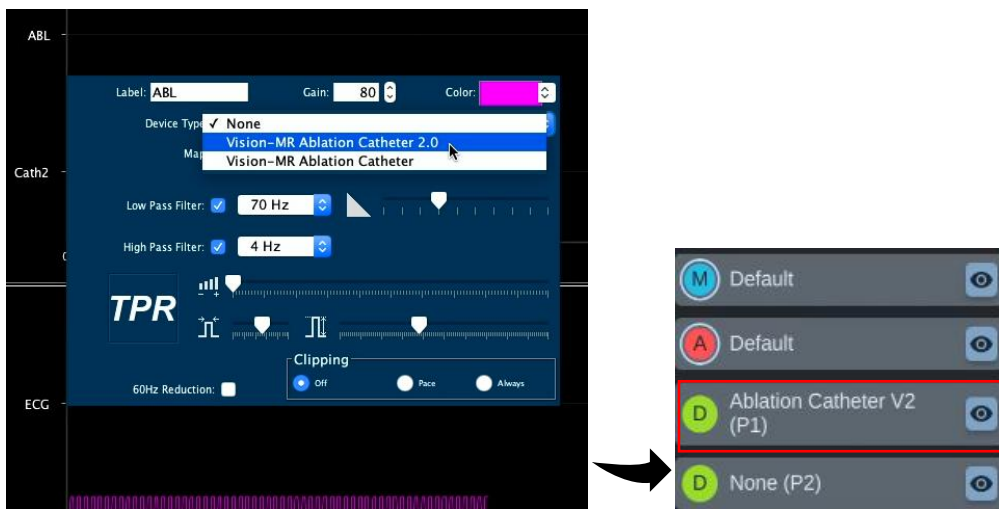 ABL
Label: ABL Gain: 80 Color:
Device Type ✓ None
Vision-MR Ablation Catheter 2.0
Map
Vision-MR Ablation Catheter
Cath2
Low Pass Filter: 70 Hz
High Pass Filter: 4 Hz
TPR
- +
Clipping
60Hz Reduction: Off Pace Always
ECG
M Default
A Default
D Ablation Catheter V2
(P1)
D None (P2)